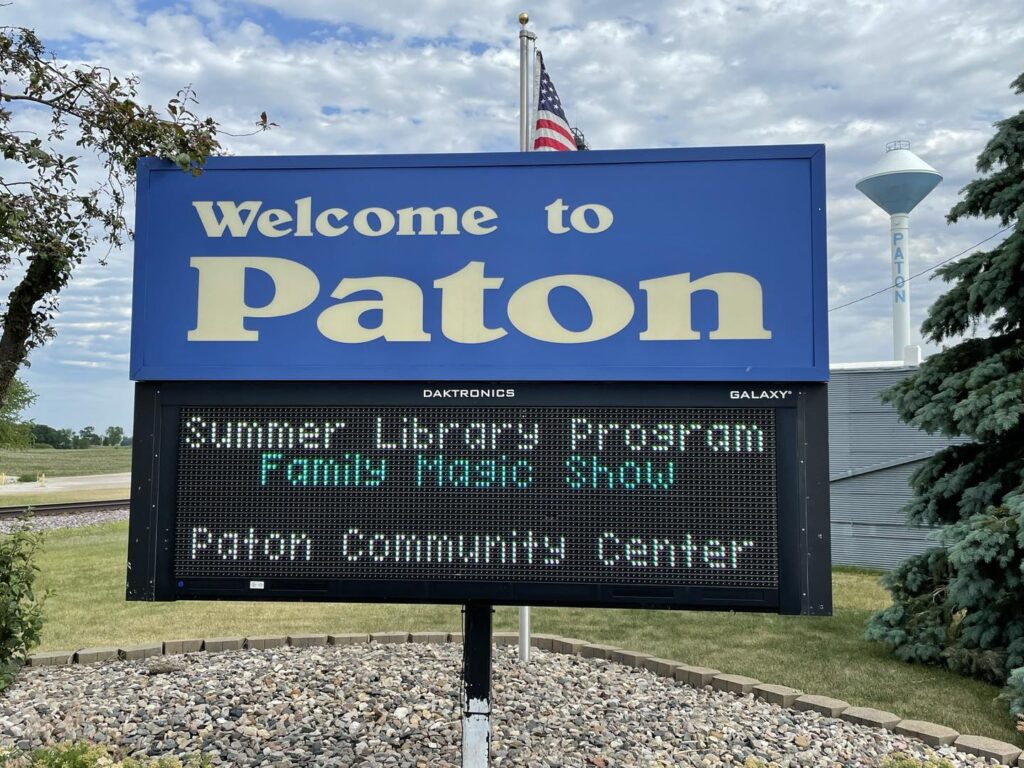 Welcome to
Paton
PATON
DAKTRONICS
GALAXY®
Summer Library Program
Family Magic Show
Paton Community Center